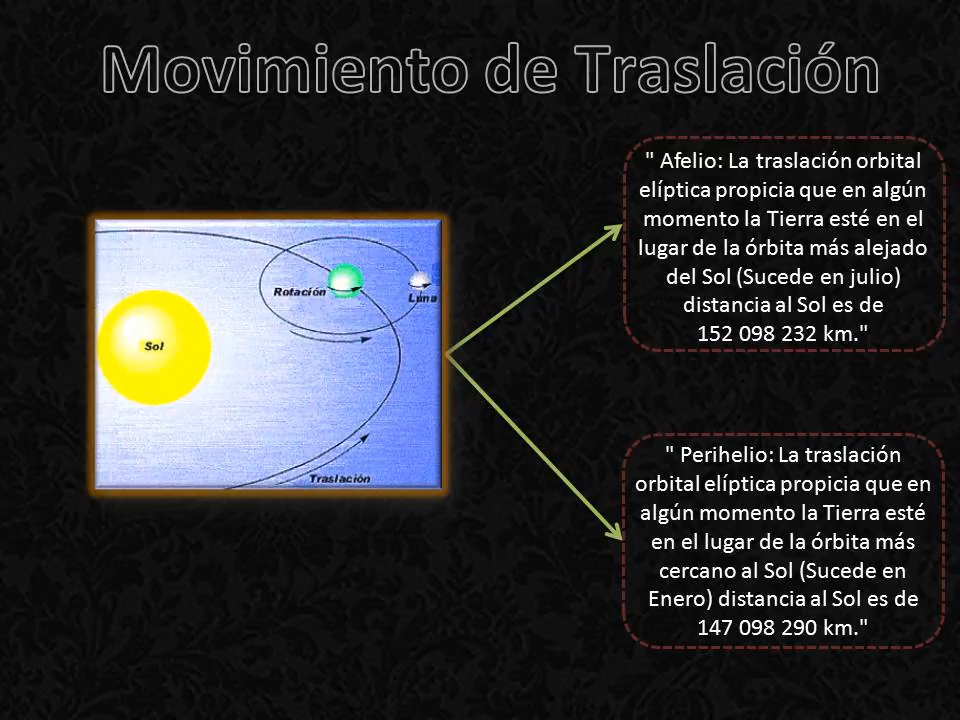 Movimiento de Traslación
" Afelio: La traslación orbital
elíptica propicia que en algún
momento la Tierra esté en el
lugar de la órbita más alejado
del Sol (Sucede en julio)
distancia al Sol es de
152 098 232 km."
Rotación
Luna
Sol
Traslación
" Perihelio: La traslación
orbital elíptica propicia que en
algún momento la Tierra esté
en el lugar de la órbita más
cercano al Sol (Sucede en
Enero) distancia al Sol es de
147 098 290 km."